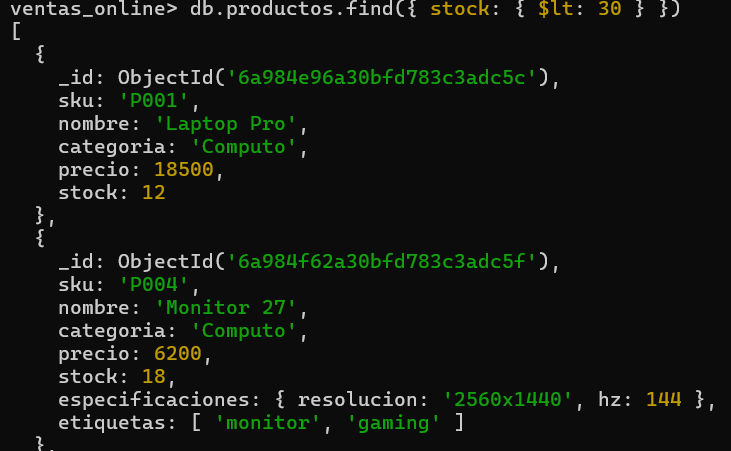 ventas_online> db.productos.find({ stock: { $lt: 30 } })
[
  {
    _id: ObjectId('6a984e96a30bfd783c3adc5c'),
    sku: 'P001',
    nombre: 'Laptop Pro',
    categoria: 'Computo',
    precio: 18500,
    stock: 12
  },
  {
    _id: ObjectId('6a984f62a30bfd783c3adc5f'),
    sku: 'P004',
    nombre: 'Monitor 27',
    categoria: 'Computo',
    precio: 6200,
    stock: 18,
    especificaciones: { resolucion: '2560x1440', hz: 144 },
    etiquetas: [ 'monitor', 'gaming' ]
  },